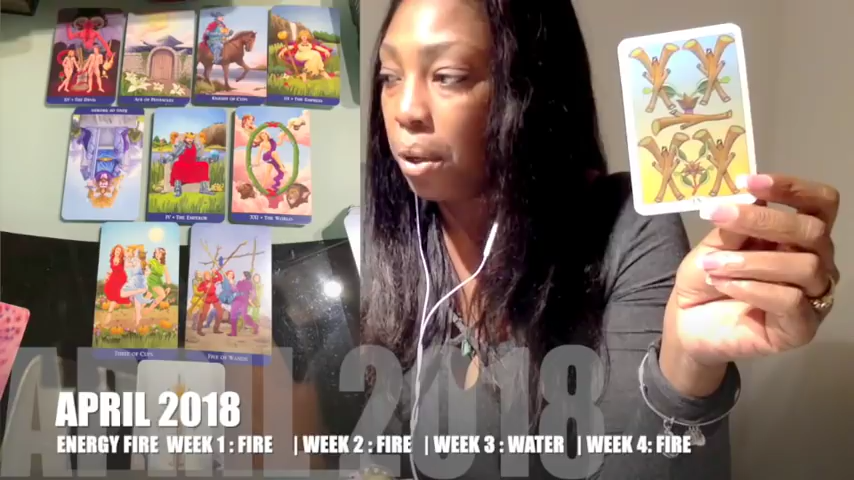 XV • THE DEVIL
ACE OF PENTACLES
KNIGHT OF CUPS
III • THE EMPRESS
IV • THE EMPEROR
XXI • THE WORLD
THREE OF CUPS
FIVE OF WANDS
APRIL 2018
APRIL 2018
ENERGY FIRE WEEK 1 : FIRE | WEEK 2 : FIRE | WEEK 3 : WATER | WEEK 4: FIRE